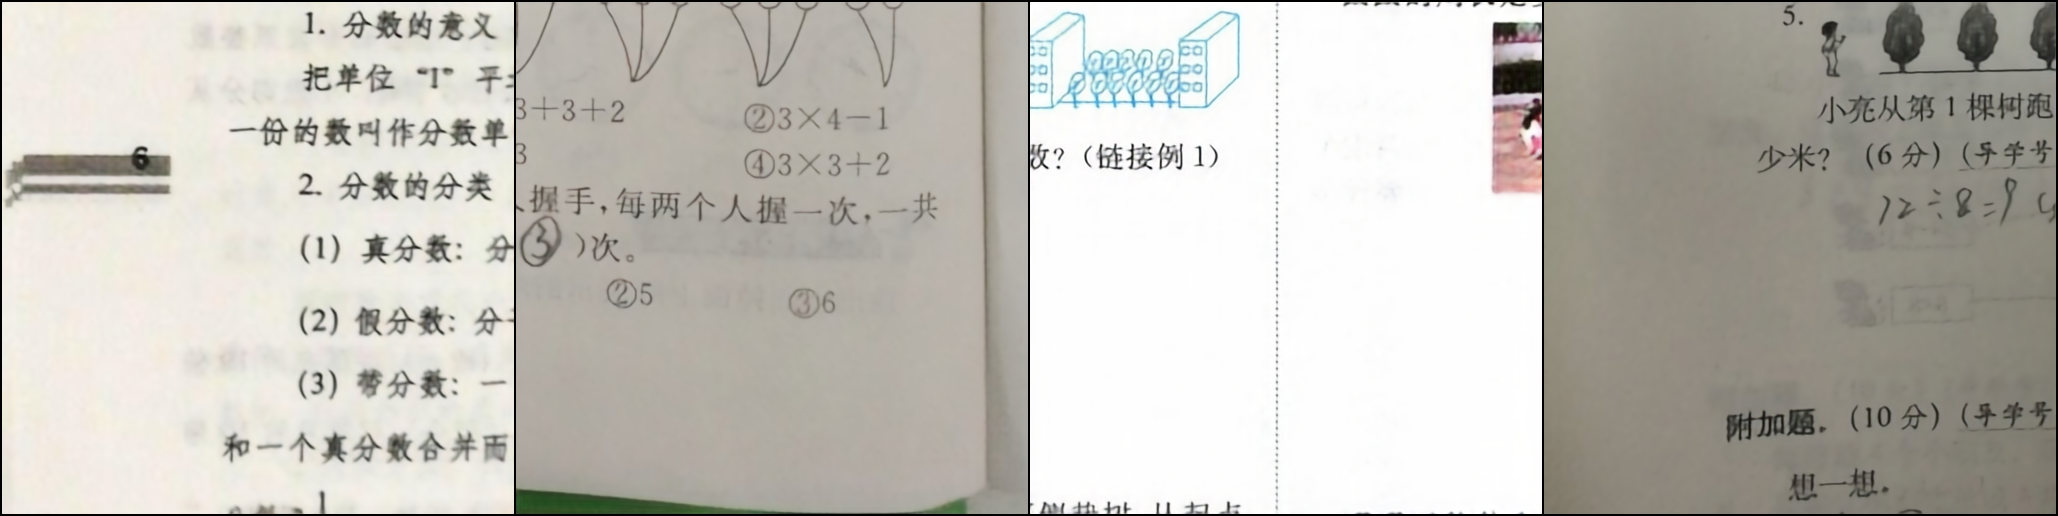 1. 分数的意义
把单位“1”平
一份的数叫作分数单
6
2. 分数的分类
(1) 真分数：分
(2) 假分数：分
(3) 带分数：一
和一个真分数合并而
3+3+2
②3×4-1
3
④3×3+2
握手,每两个人握一次,一共
③ )次。
②5
③6
数?(链接例1)
5.
小亮从第1棵树跑
少米? (6分) (导学号
72÷8=9
附加题。(10分) (导学号
想一想。